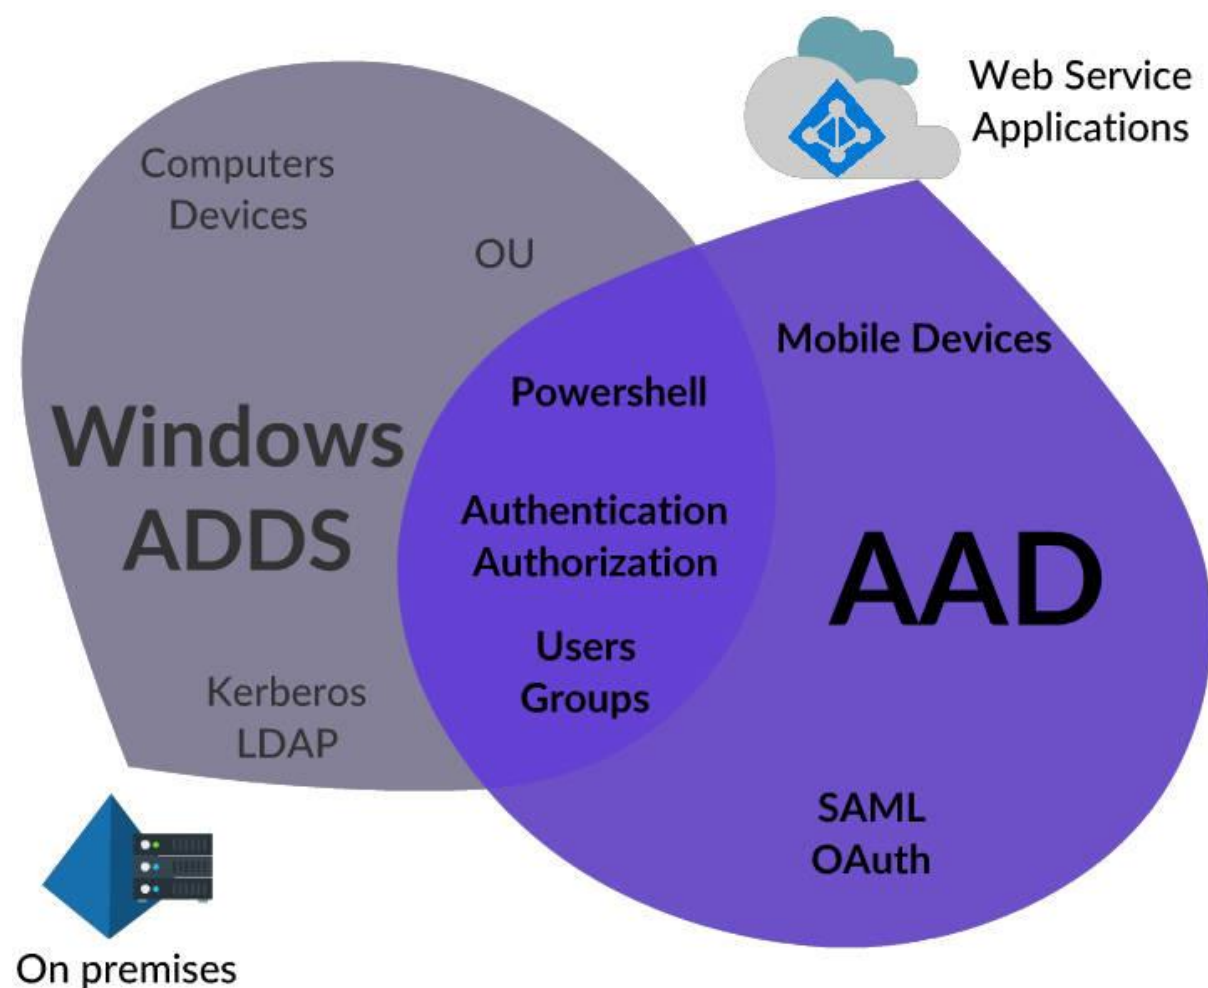 Web Service
Applications
Computers
Devices
OU
Mobile Devices
Powershell
Windows
ADDS
Authentication
Authorization
AAD
Users
Groups
Kerberos
LDAP
SAML
OAuth
On premises